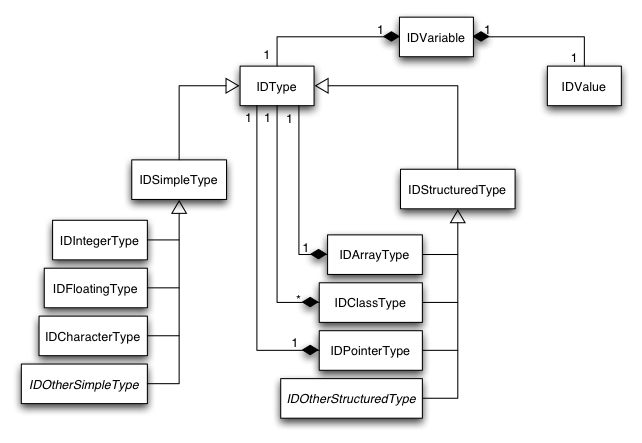 1 IDVariable 1
1 1
IDType IDValue
1 1 1
IDSimpleType
IDStructuredType
IDIntegerType
1 IDArrayType
IDFloatingType
* IDClassType
IDCharacterType
1 IDPointerType
IDOtherSimpleType
IDOtherStructuredType